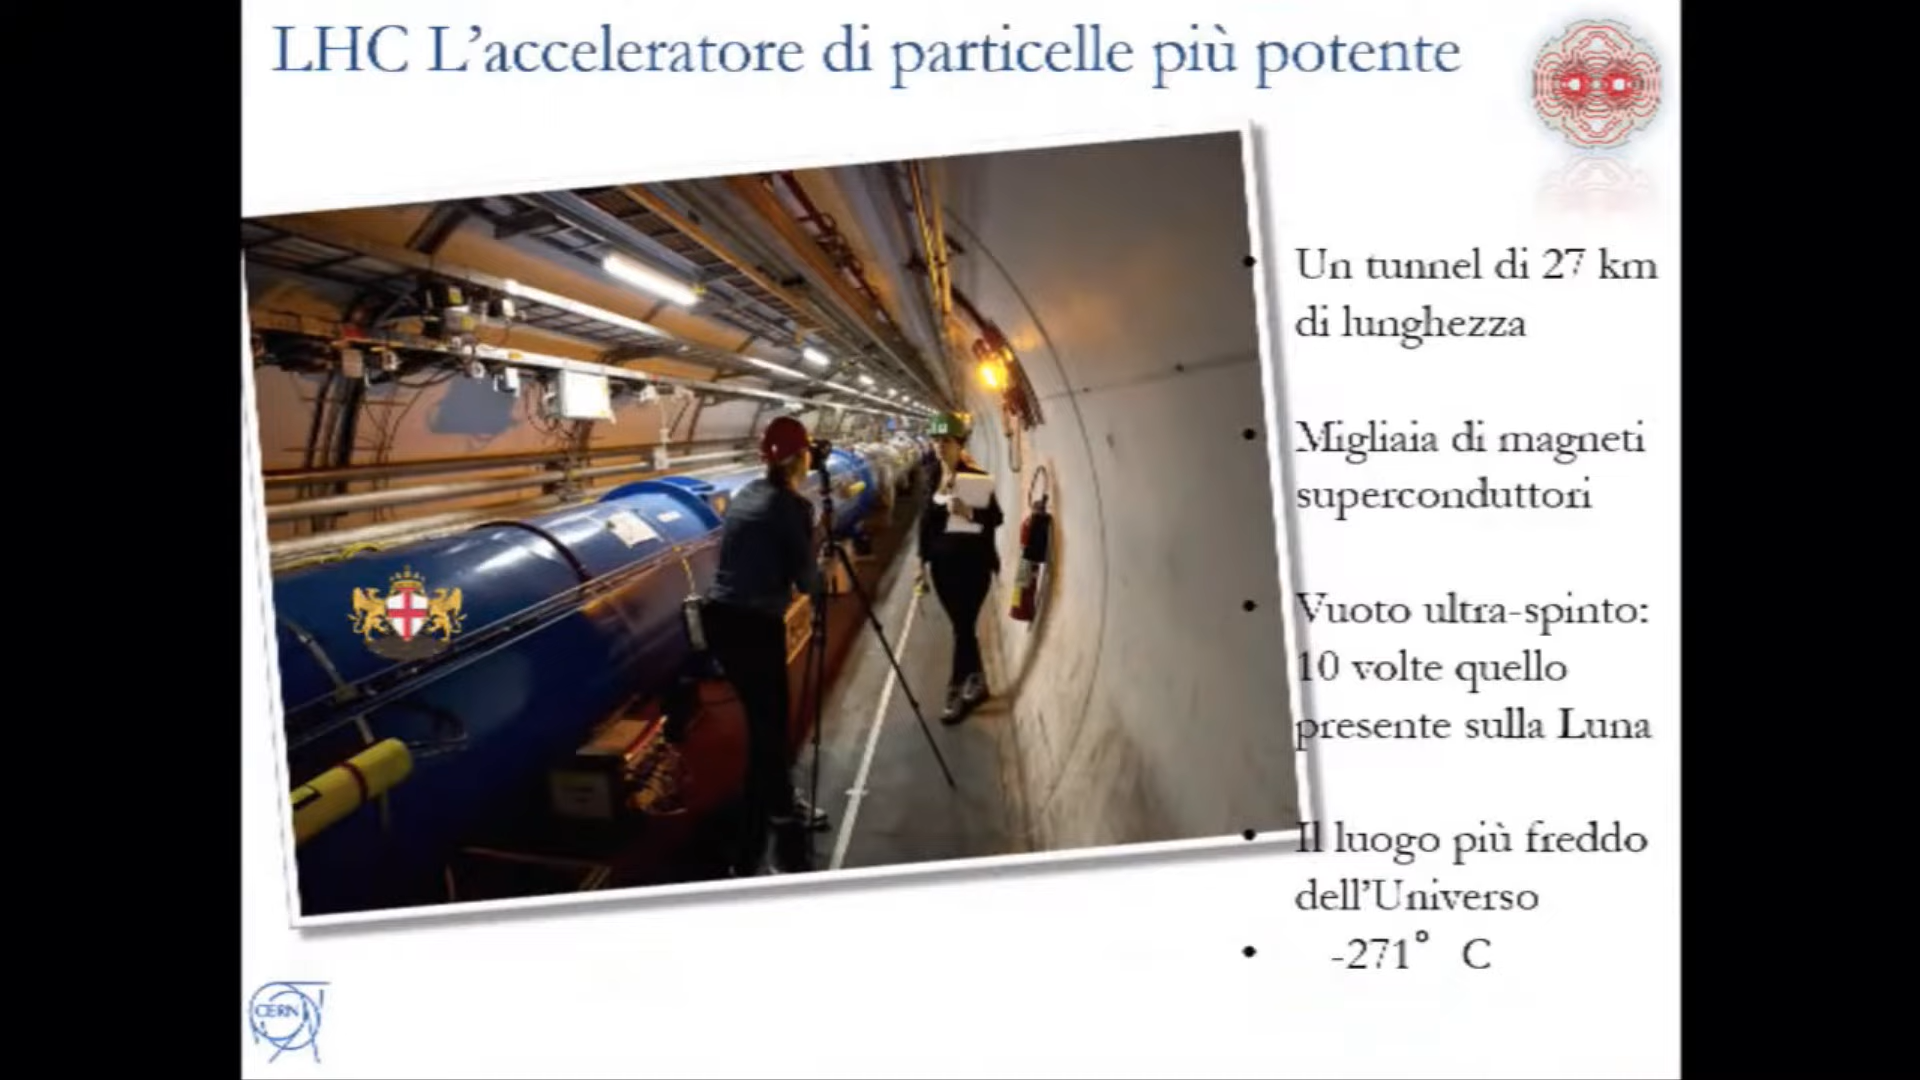 LHC L’acceleratore di particelle più potente
• Un tunnel di 27 km
di lunghezza
• Migliaia di magneti
superconduttori
• Vuoto ultra-spinto:
10 volte quello
presente sulla Luna
• Il luogo più freddo
dell’Universo
• -271° C
CERN